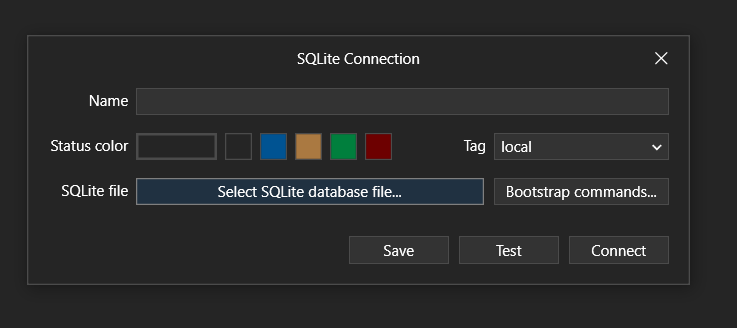 SQLite Connection
Name
Status color
Tag local
SQLite file Select SQLite database file... Bootstrap commands...
Save Test Connect